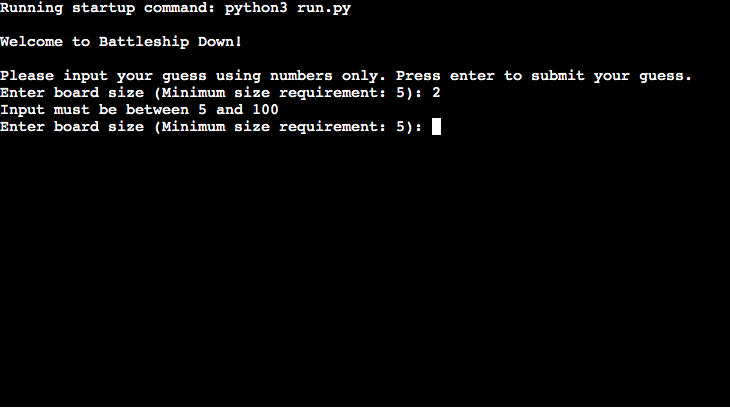 Running startup command: python3 run.py
Welcome to Battleship Down!
Please input your guess using numbers only. Press enter to submit your guess.
Enter board size (Minimum size requirement: 5): 2
Input must be between 5 and 100
Enter board size (Minimum size requirement: 5):